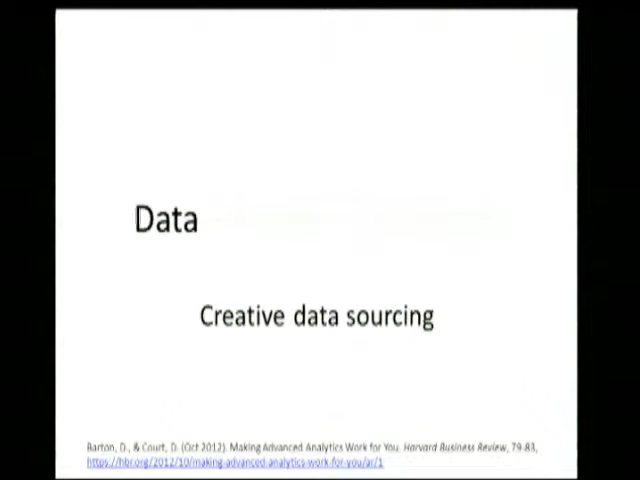 Data
Creative data sourcing
Barton, D., & Court, D. (Oct 2012). Making Advanced Analytics Work for You. Harvard Business Review, 79-83,
https://hbr.org/2012/10/making-advanced-analytics-work-for-you/ar/1